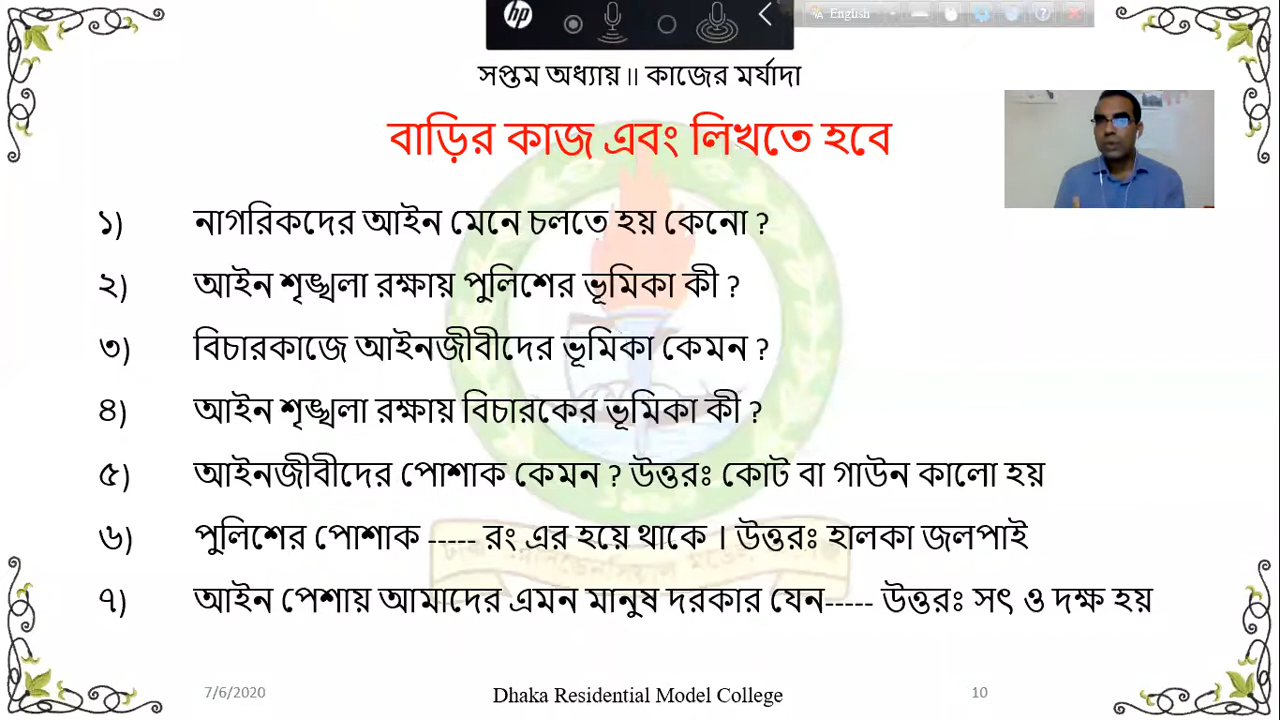 hp
English
সপ্তম অধ্যায়।। কাজের মর্যাদা
বাড়ির কাজ এবং লিখতে হবে
১) নাগরিকদের আইন মেনে চলতে হয় কেনো ?
২) আইন শৃঙ্খলা রক্ষায় পুলিশের ভূমিকা কী ?
৩) বিচারকাজে আইনজীবীদের ভূমিকা কেমন ?
৪) আইন শৃঙ্খলা রক্ষায় বিচারকের ভূমিকা কী ?
৫) আইনজীবীদের পোশাক কেমন ? উত্তরঃ কোট বা গাউন কালো হয়
৬) পুলিশের পোশাক ----- রং এর হয়ে থাকে । উত্তরঃ হালকা জলপাই
৭) আইন পেশায় আমাদের এমন মানুষ দরকার যেন----- উত্তরঃ সৎ ও দক্ষ হয়
7/6/2020 Dhaka Residential Model College 10